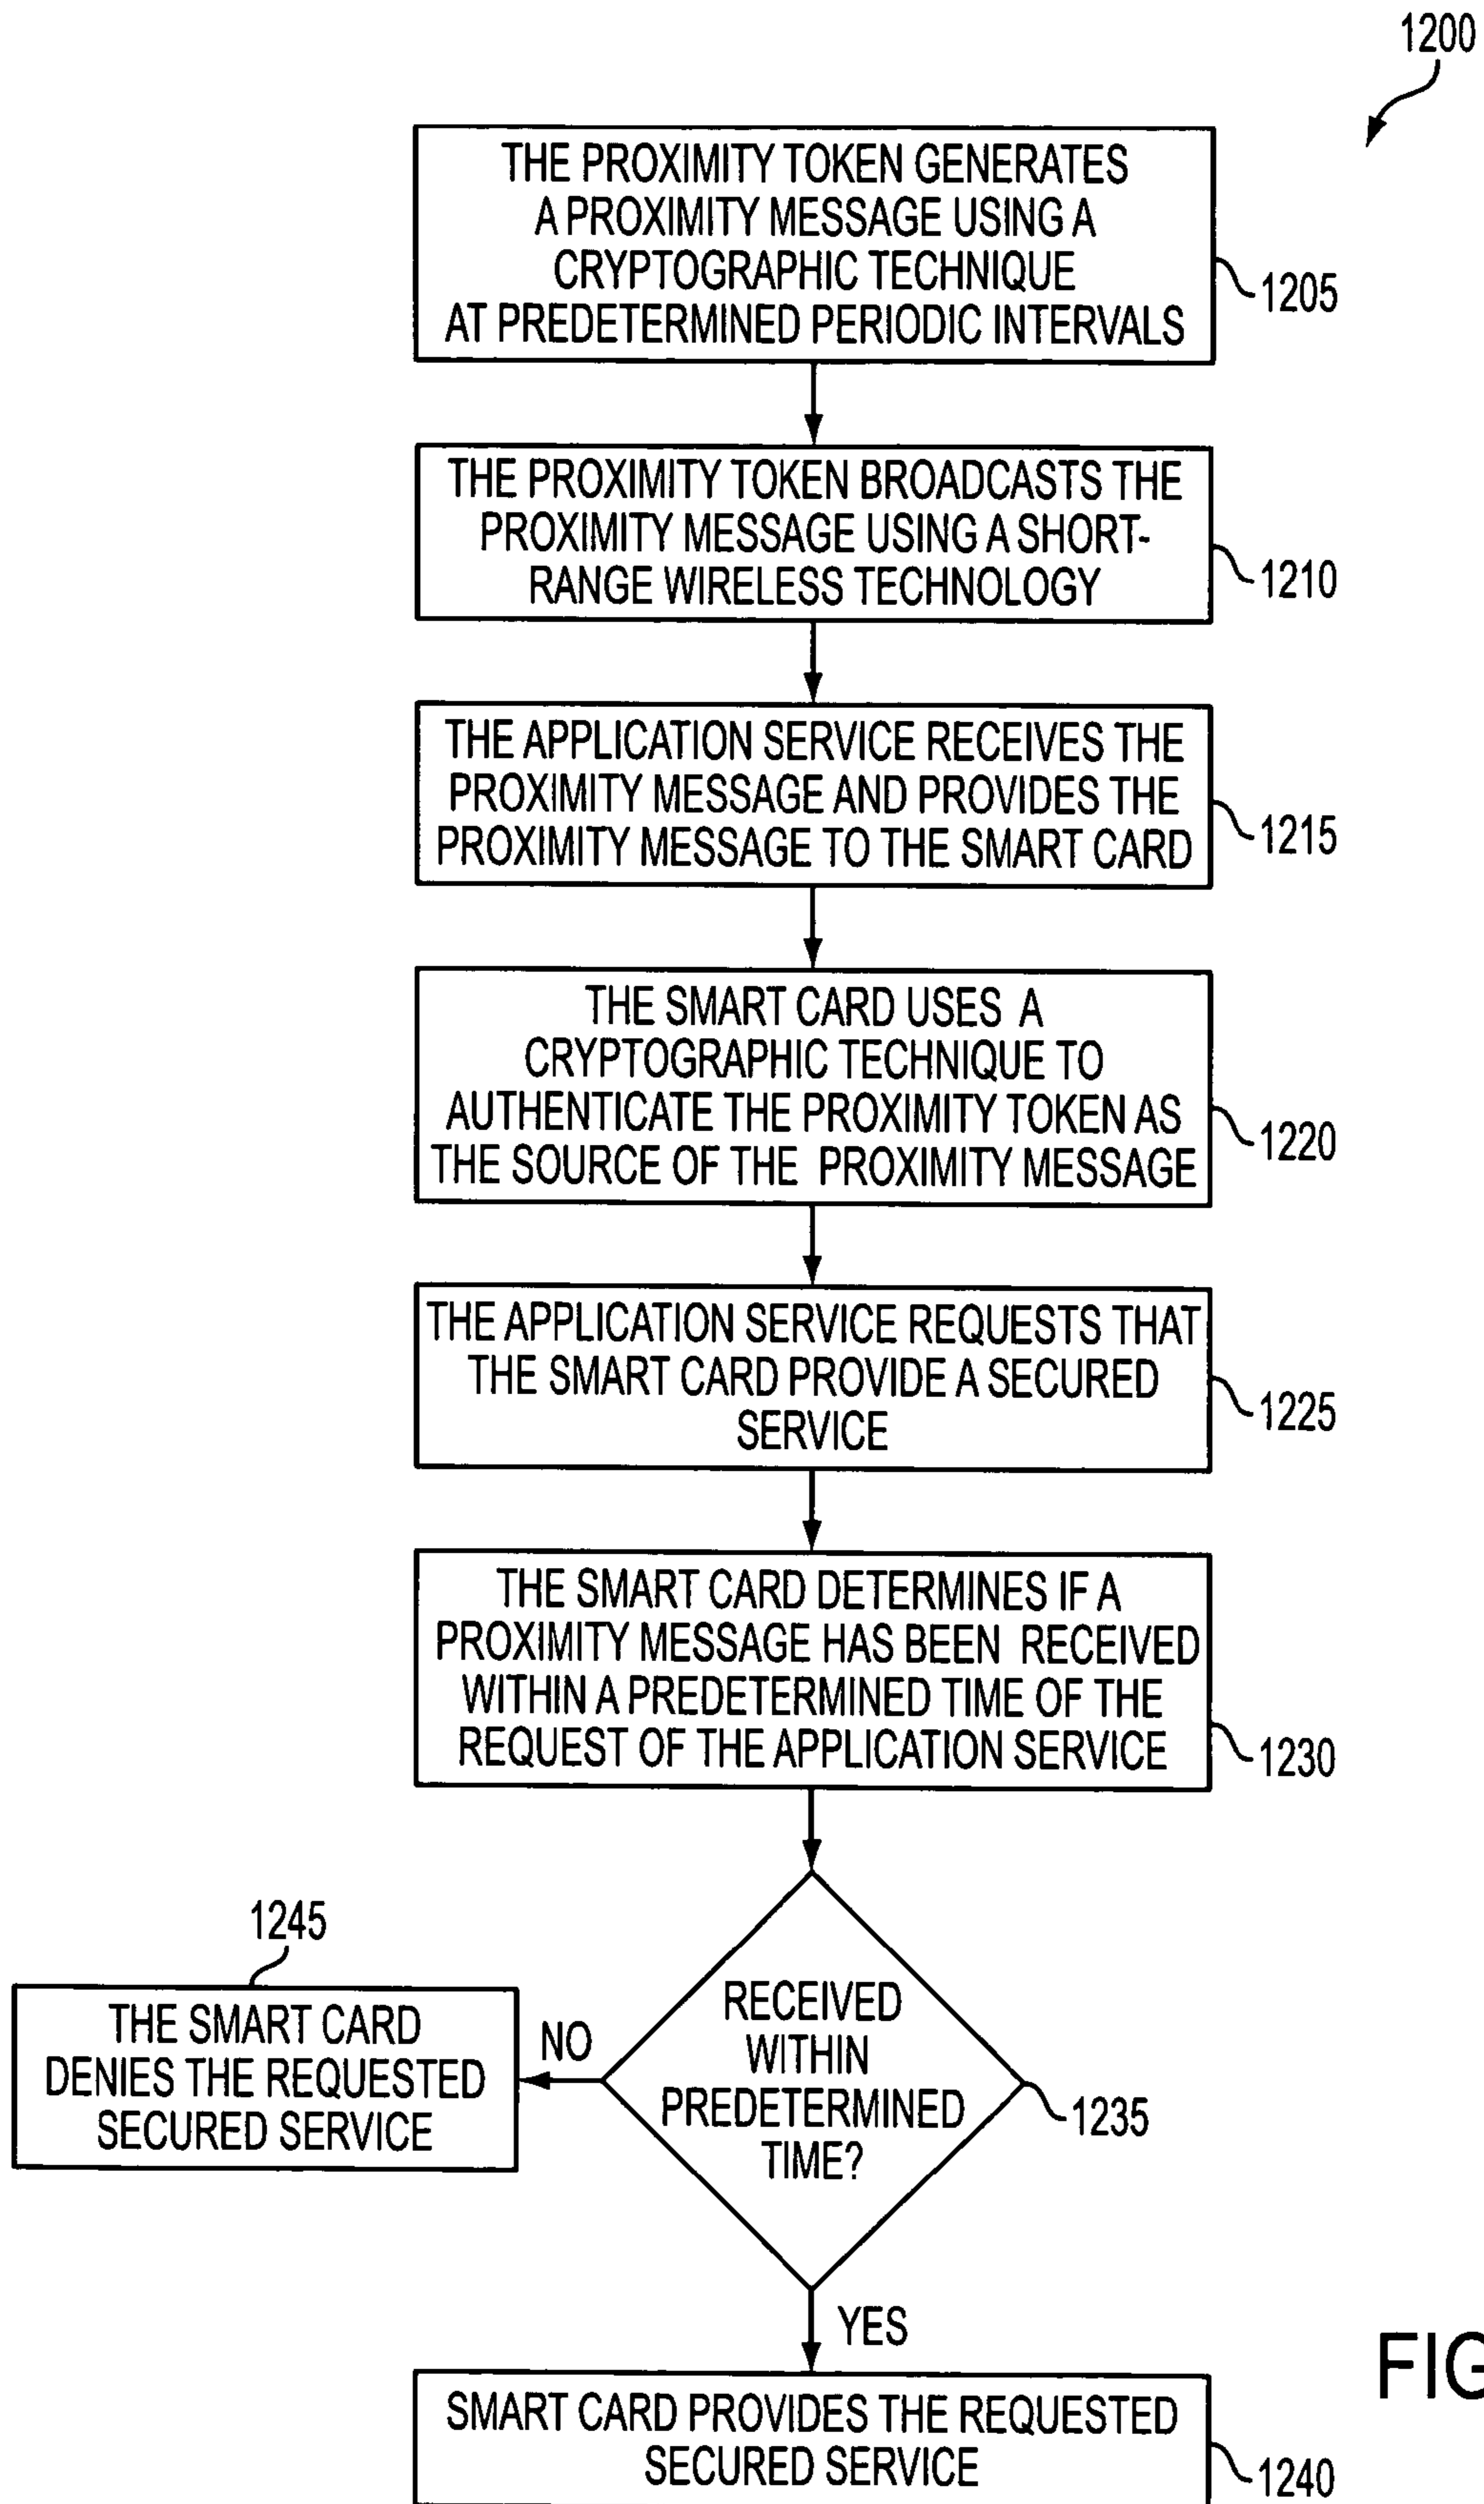 1200
THE PROXIMITY TOKEN GENERATES
A PROXIMITY MESSAGE USING A
CRYPTOGRAPHIC TECHNIQUE
AT PREDETERMINED PERIODIC INTERVALS
1205
THE PROXIMITY TOKEN BROADCASTS THE
PROXIMITY MESSAGE USING A SHORT-
RANGE WIRELESS TECHNOLOGY
1210
THE APPLICATION SERVICE RECEIVES THE
PROXIMITY MESSAGE AND PROVIDES THE
PROXIMITY MESSAGE TO THE SMART CARD
1215
THE SMART CARD USES A
CRYPTOGRAPHIC TECHNIQUE TO
AUTHENTICATE THE PROXIMITY TOKEN AS
THE SOURCE OF THE PROXIMITY MESSAGE
1220
THE APPLICATION SERVICE REQUESTS THAT
THE SMART CARD PROVIDE A SECURED
SERVICE
1225
THE SMART CARD DETERMINES IF A
PROXIMITY MESSAGE HAS BEEN RECEIVED
WITHIN A PREDETERMINED TIME OF THE
REQUEST OF THE APPLICATION SERVICE
1230
1245
THE SMART CARD
DENIES THE REQUESTED
SECURED SERVICE
NO
RECEIVED
WITHIN
PREDETERMINED
TIME?
1235
YES
FIG
SMART CARD PROVIDES THE REQUESTED
SECURED SERVICE
1240